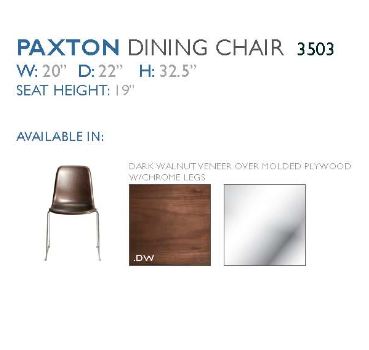 PAXTON DINING CHAIR 3503
W: 20” D: 22” H: 32.5”
SEAT HEIGHT: 19”
AVAILABLE IN:
DARK WALNUT VENEER OVER MOLDED PLYWOOD
W/CHROME LEGS
.DW